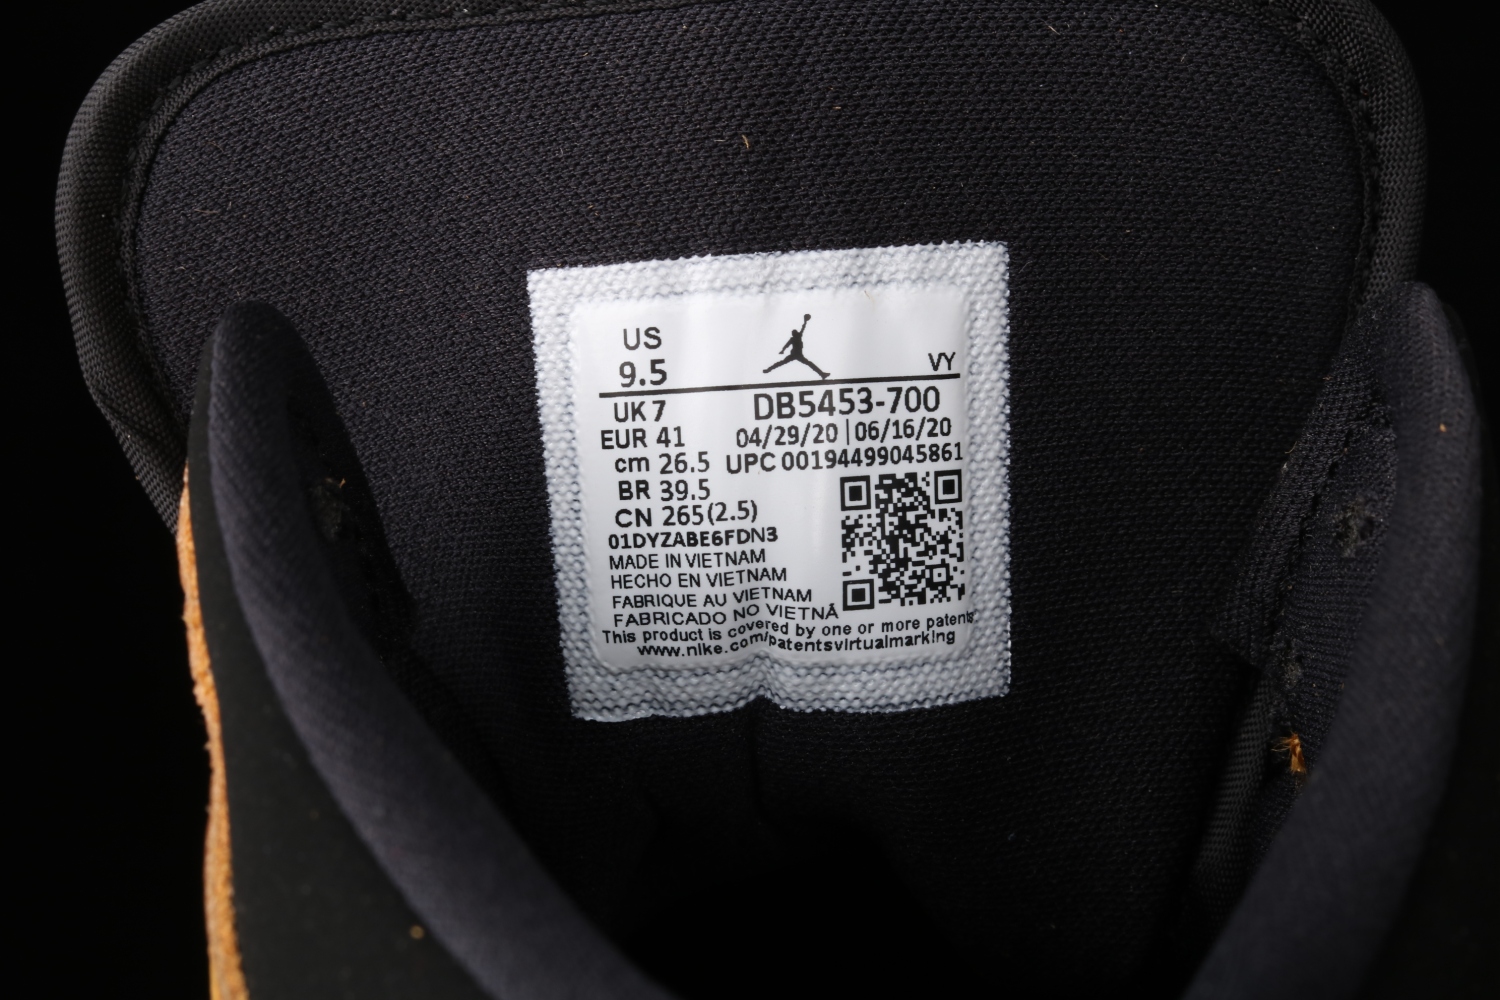 US
9.5
VY
UK 7
DB5453-700
EUR 41
04/29/20 | 06/16/20
cm 26.5
UPC 00194499045861
BR 39.5
CN 265(2.5)
01DYZABE6FDN3
MADE IN VIETNAM
HECHO EN VIETNAM
FABRIQUE AU VIETNAM
FABRICADO NO VIETNÃ
This product is covered by one or more patents.
www.nike.com/patentsvirtualmarking